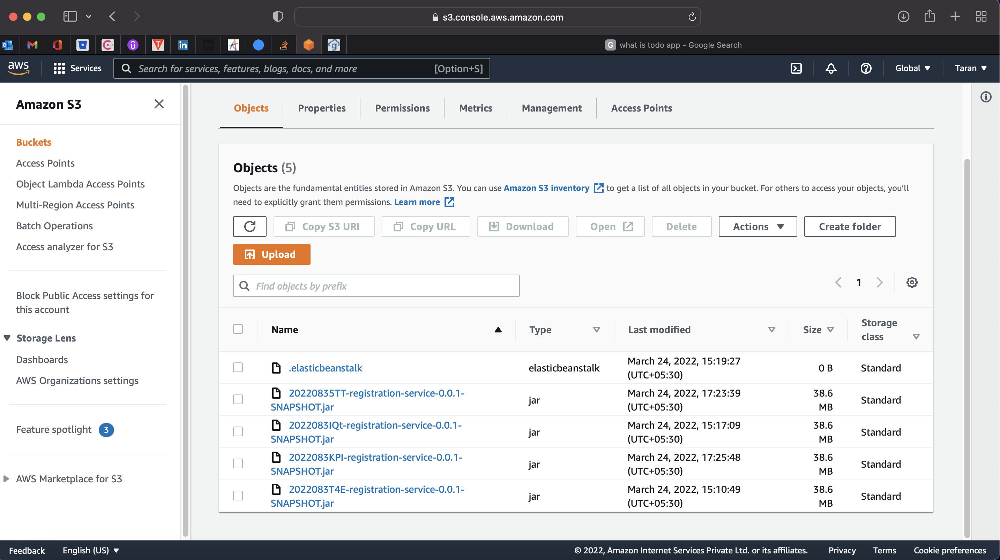 s3.console.aws.amazon.com
G what is todo app - Google Search
aws Services Search for services, features, blogs, docs, and more [Option+S] Global Taran
Amazon S3
Buckets
Access Points
Object Lambda Access Points
Multi-Region Access Points
Batch Operations
Access analyzer for S3
Block Public Access settings for
this account
Storage Lens
Dashboards
AWS Organizations settings
Feature spotlight 3
AWS Marketplace for S3
Objects Properties Permissions Metrics Management Access Points
Objects (5)
Objects are the fundamental entities stored in Amazon S3. You can use Amazon S3 inventory to get a list of all objects in your bucket. For others to access your objects, you'll
need to explicitly grant them permissions. Learn more
Copy S3 URI Copy URL Download Open Delete Actions Create folder
Upload
Find objects by prefix 1
Name Type Last modified Size Storage
class
.elasticbeanstalk elasticbeanstalk March 24, 2022, 15:19:27 0 B Standard
(UTC+05:30)
20220835TT-registration-service-0.0.1- jar March 24, 2022, 17:23:39 38.6 Standard
SNAPSHOT.jar (UTC+05:30) MB
2022083IQt-registration-service-0.0.1- jar March 24, 2022, 15:17:09 38.6 Standard
SNAPSHOT.jar (UTC+05:30) MB
2022083KPI-registration-service-0.0.1- jar March 24, 2022, 17:25:48 38.6 Standard
SNAPSHOT.jar (UTC+05:30) MB
2022083T4E-registration-service-0.0.1- jar March 24, 2022, 15:10:49 38.6 Standard
SNAPSHOT.jar (UTC+05:30) MB
Feedback English (US) © 2022, Amazon Internet Services Private Ltd. or its affiliates. Privacy Terms Cookie preferences